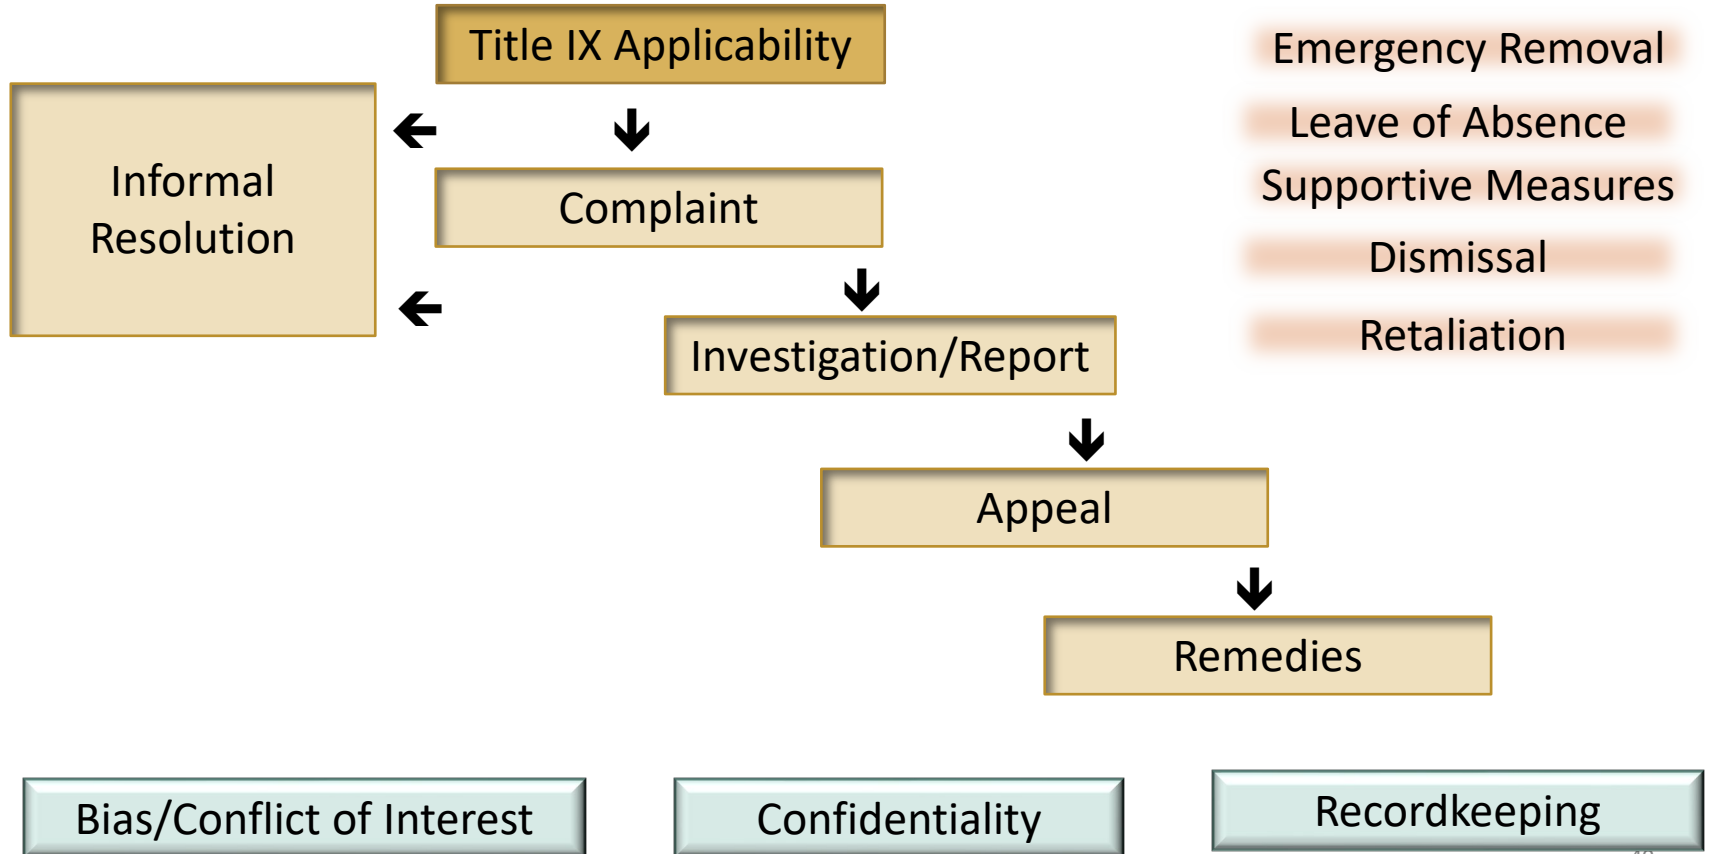 Title IX Applicability
Informal
Resolution
Complaint
Investigation/Report
Appeal
Remedies
Emergency Removal
Leave of Absence
Supportive Measures
Dismissal
Retaliation
Bias/Conflict of Interest
Confidentiality
Recordkeeping